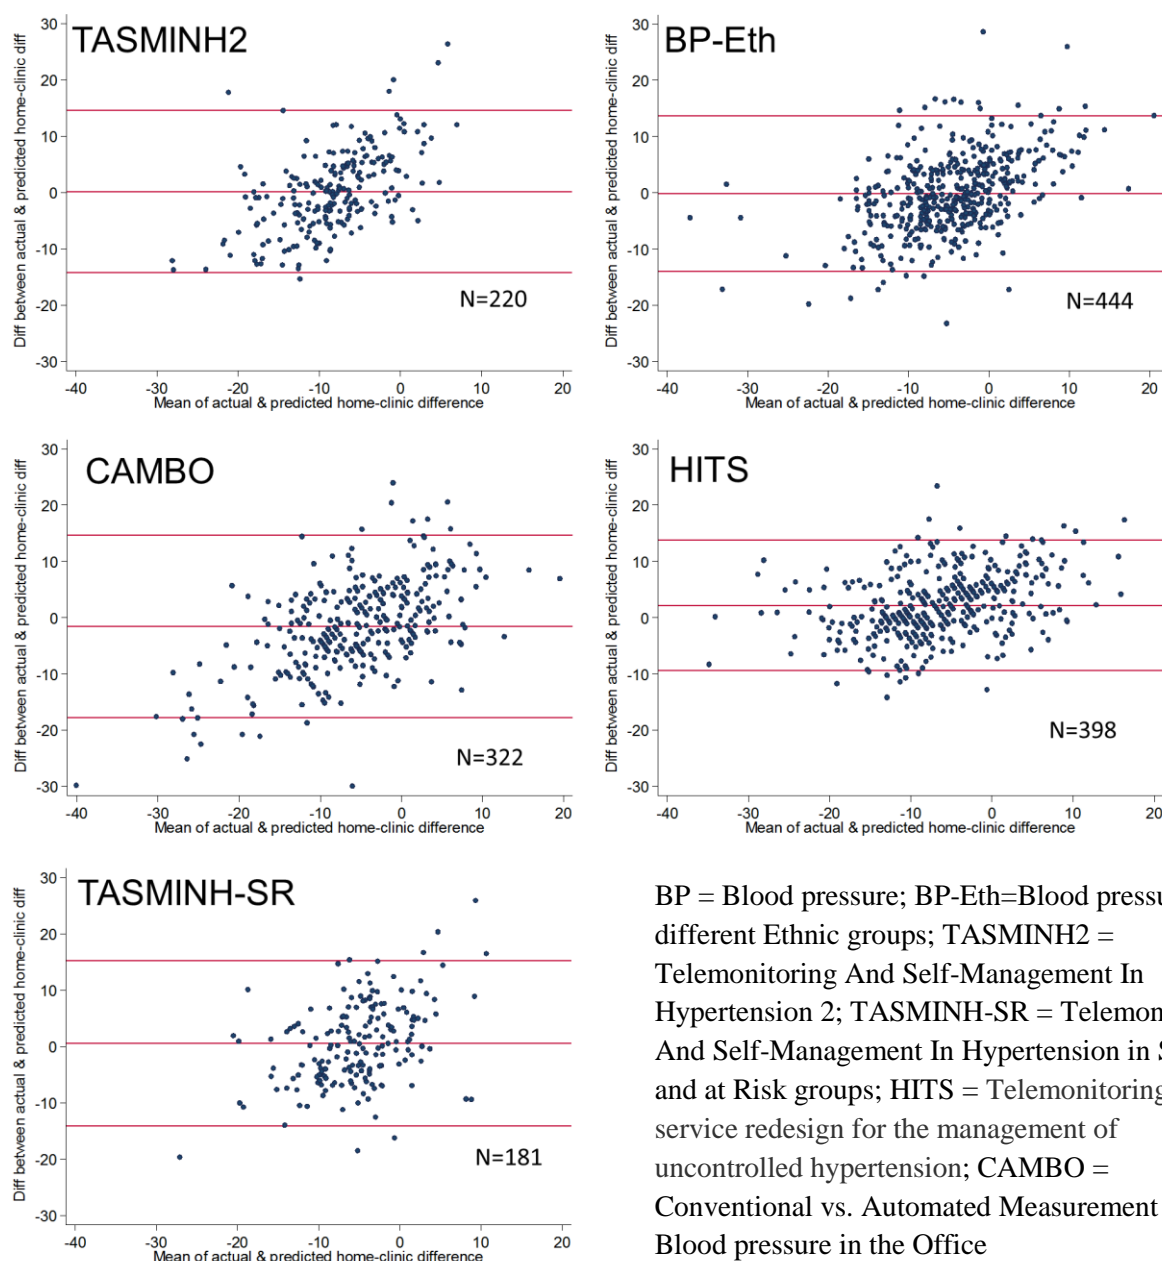 TASMINH2
Diff between actual & predicted home-clinic diff
30
20
10
0
-10
-20
-30
N=220
-40 -30 -20 -10 0 10 20
Mean of actual & predicted home-clinic difference
BP-Eth
Diff between actual & predicted home-clinic diff
30
20
10
0
-10
-20
-30
N=444
-40 -30 -20 -10 0 10 20
Mean of actual & predicted home-clinic difference
CAMBO
Diff between actual & predicted home-clinic diff
30
20
10
0
-10
-20
-30
N=322
-40 -30 -20 -10 0 10 20
Mean of actual & predicted home-clinic difference
HITS
Diff between actual & predicted home-clinic diff
30
20
10
0
-10
-20
-30
N=398
-40 -30 -20 -10 0 10 20
Mean of actual & predicted home-clinic difference
TASMINH-SR
Diff between actual & predicted home-clinic diff
30
20
10
0
-10
-20
-30
N=181
-40 -30 -20 -10 0 10 20
Mean of actual & predicted home-clinic difference
BP = Blood pressure; BP-Eth=Blood
different Ethnic groups; TASMINH2 =
Telemonitoring And Self-Management In
Hypertension 2; TASMINH-SR =
And Self-Management In Hypertension in
and at Risk groups; HITS = Telemonitoring
service redesign for the management of
uncontrolled hypertension; CAMBO =
Conventional vs. Automated Measurement
Blood pressure in the Office